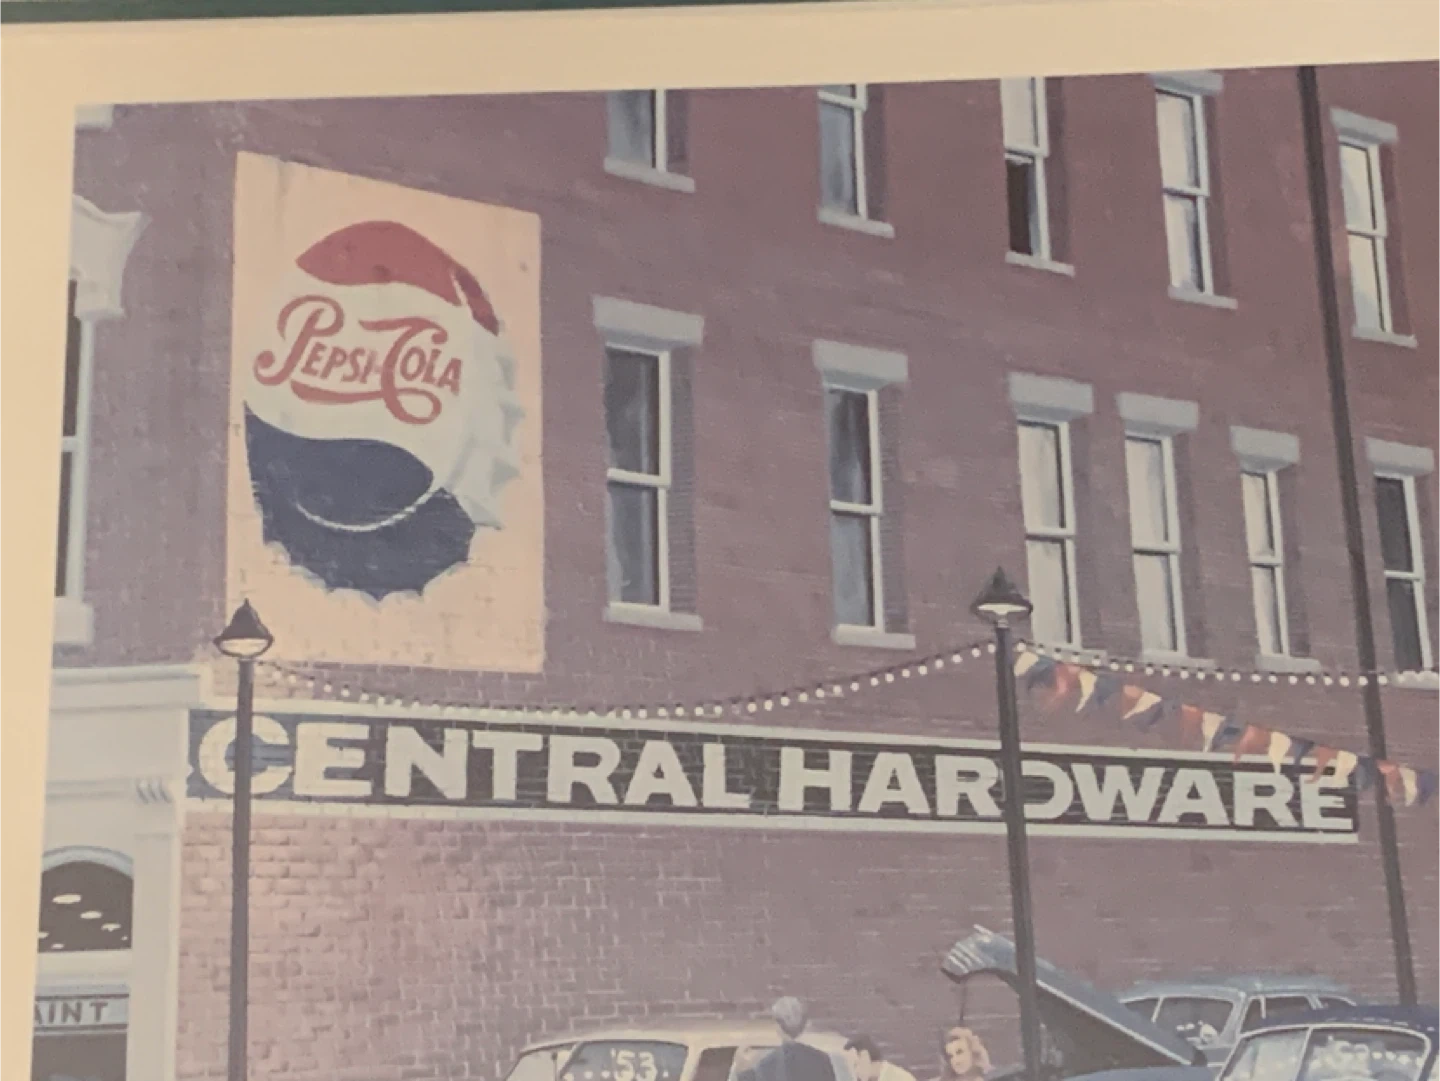 PEPSI-COLA
CENTRAL HARDWARE
AINT
'53